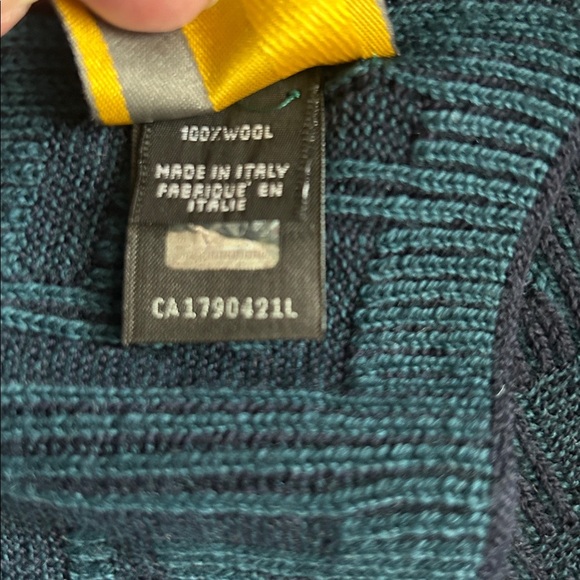 100%WOOL
MADE IN ITALY
FABRIQUE' EN
ITALIE
CA1790421L